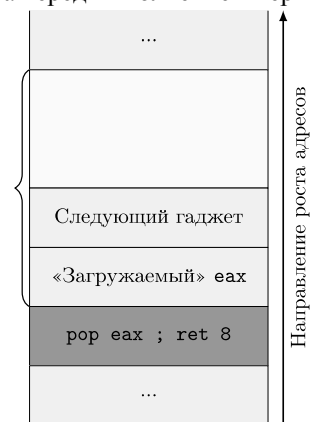 ...
Следующий гаджет
«Загружаемый» eax
pop eax ; ret 8
...
Направление роста адресов